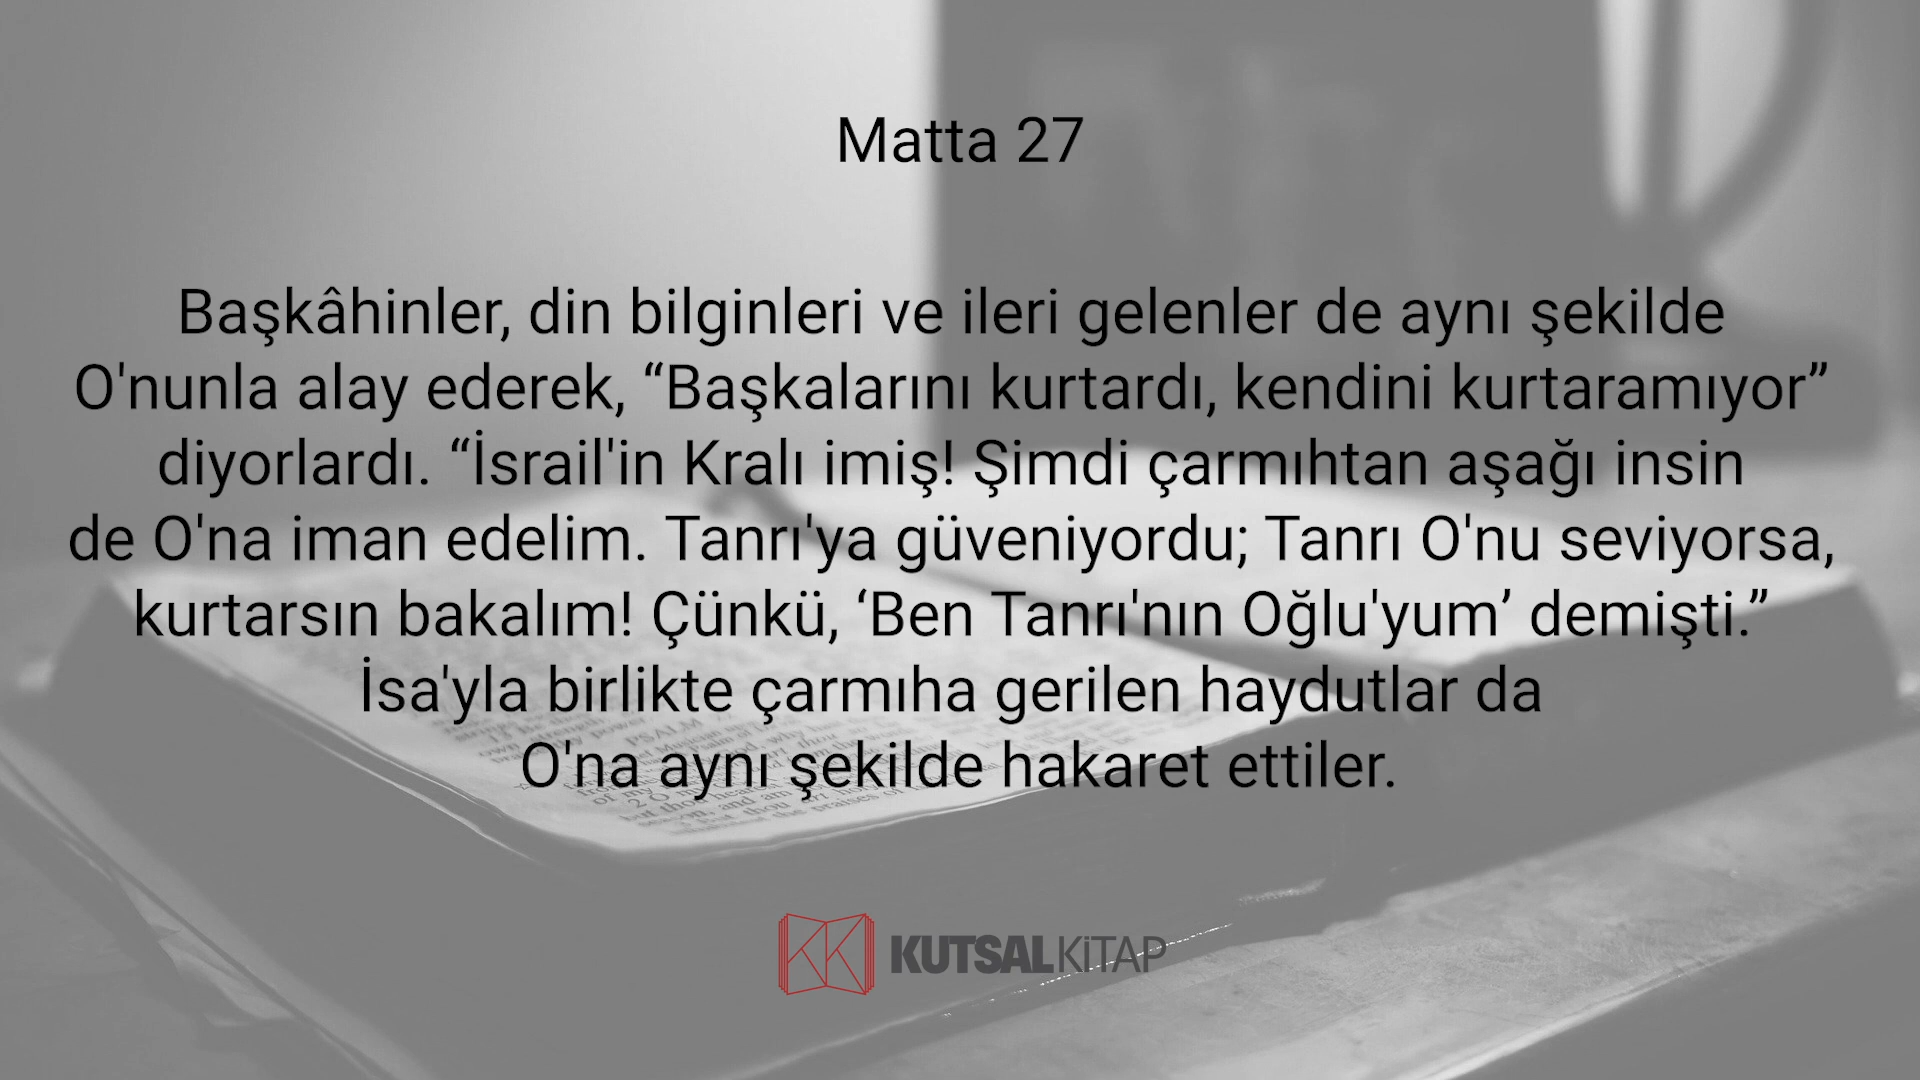 Matta 27
Başkâhinler, din bilginleri ve ileri gelenler de aynı şekilde
O'nunla alay ederek, “Başkalarını kurtardı, kendini kurtaramıyor”
diyorlardı. “İsrail'in Kralı imiş! Şimdi çarmıhtan aşağı insin
de O'na iman edelim. Tanrı'ya güveniyordu; Tanrı O'nu seviyorsa,
kurtarsın bakalım! Çünkü, ‘Ben Tanrı'nın Oğlu'yum’ demişti.”
İsa'yla birlikte çarmıha gerilen haydutlar da
O'na aynı şekilde hakaret ettiler.
KUTSALKiTAP